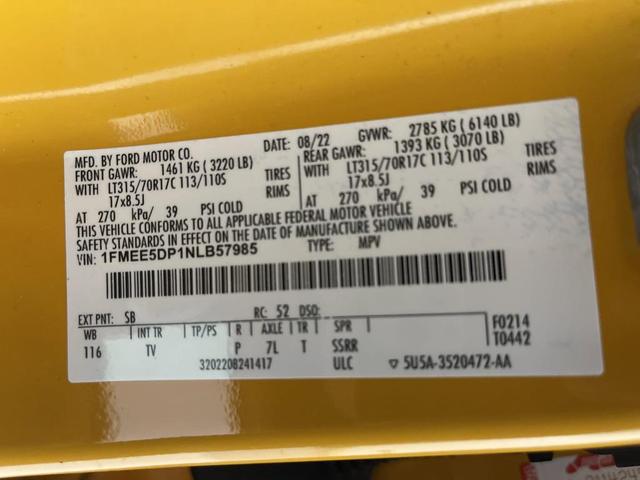 MFD. BY FORD MOTOR CO. DATE: 08/22 GVWR: 2785 KG ( 6140 LB)
FRONT GAWR: 1461 KG ( 3220 LB) REAR GAWR: 1393 KG ( 3070 LB)
WITH LT315/70R17C 113/110S TIRES WITH LT315/70R17C 113/110S TIRES
17x8.5J RIMS 17x8.5J RIMS
AT 270 kPa/ 39 PSI COLD AT 270 kPa/ 39 PSI COLD
THIS VEHICLE CONFORMS TO ALL APPLICABLE FEDERAL MOTOR VEHICLE
SAFETY STANDARDS IN EFFECT ON THE DATE OF MANUFACTURE SHOWN ABOVE.
VIN: 1FMEE5DP1NLB57985 TYPE: MPV
EXT PNT: SB RC: 52 DSO:
WB INT TR TP/PS R AXLE TR SPR F0214
116 TV P 7L T SSRR T0442
3202208241417 ULC ▽ 5U5A-3520472-AA